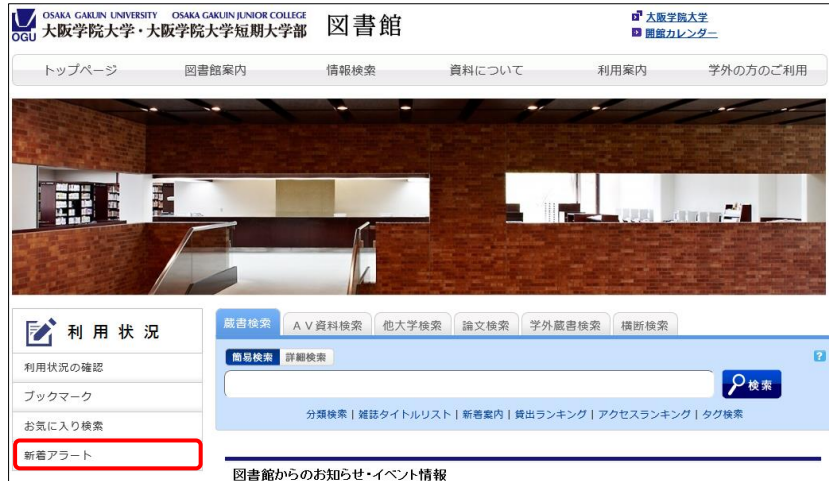 OSAKA GAKUIN UNIVERSITY OSAKA GAKUIN JUNIOR COLLEGE
OGU 大阪学院大学・大阪学院大学短期大学部 図書館
大阪学院大学
開館カレンダー
トップページ 図書館案内 情報検索 資料について 利用案内 学外の方のご利用
利用状況
利用状況の確認
ブックマーク
お気に入り検索
新着アラート
蔵書検索 AV資料検索 他大学検索 論文検索 学外蔵書検索 横断検索
簡易検索 詳細検索 ?
検索
分類検索 | 雑誌タイトルリスト | 新着案内 | 貸出ランキング | アクセスランキング | タグ検索
図書館からのお知らせ・イベント情報